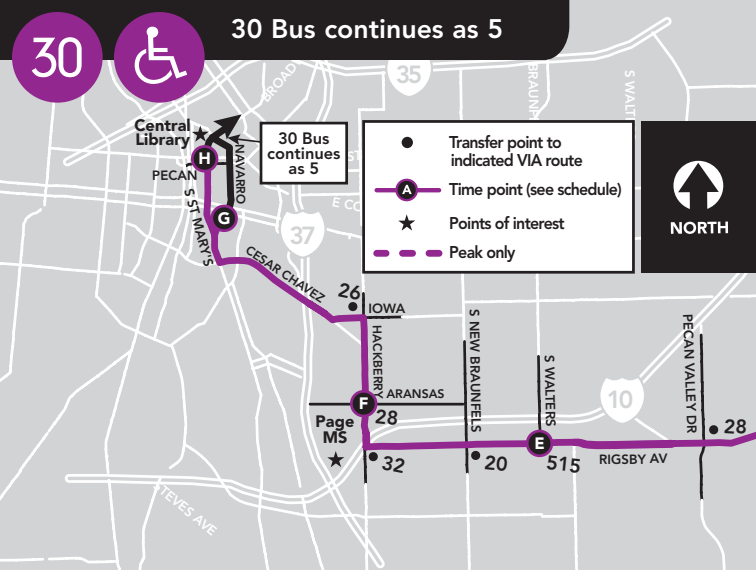 30 Bus continues as 5
30
35
BROAD
BRAUNF
S WALT
Central
Library
H
PECAN
NAVARRO
30 Bus
continues
as 5
ST
E CO
Transfer point to
indicated VIA route
A
Time point (see schedule)
Points of interest
Peak only
NORTH
S ST MARY'S
G
37
CESAR CHAVEZ
26
IOWA
HACKBERRY
S NEW BRAUNFELS
S WALTERS
PECAN VALLEY DR
ARANSAS
F
28
10
Page
MS
32
20
E
515
RIGSBY AV
28
STEVES AVE